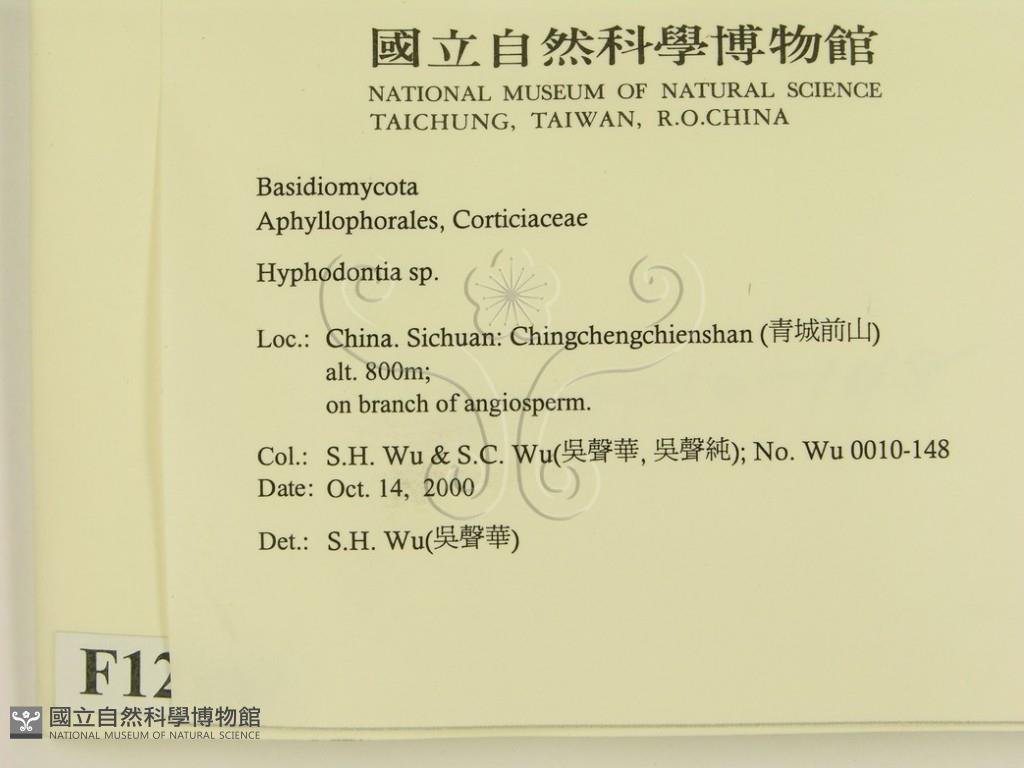 國立自然科學博物館
NATIONAL MUSEUM OF NATURAL SCIENCE
TAICHUNG, TAIWAN, R.O.CHINA
Basidiomycota
Aphyllophorales, Corticiaceae
Hyphodontia sp.
Loc.: China. Sichuan: Chingchengchienshan (青城前山)
alt. 800m;
on branch of angiosperm.
Col.: S.H. Wu & S.C. Wu(吳聲華, 吳聲純); No. Wu 0010-148
Date: Oct. 14, 2000
Det.: S.H. Wu(吳聲華)
F12
國立自然科學博物館
NATIONAL MUSEUM OF NATURAL SCIENCE